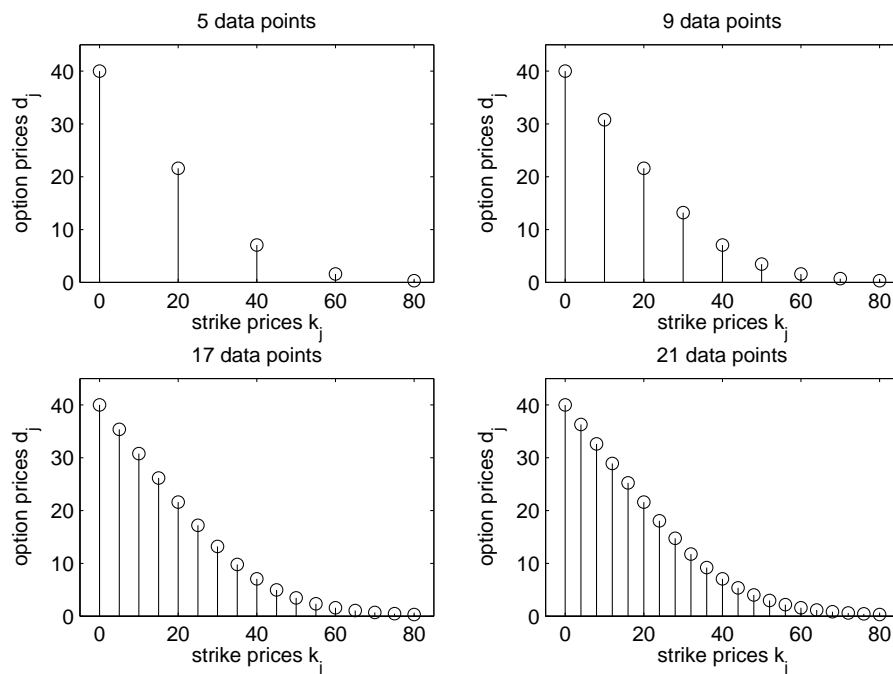 5 data points
40
30
20
10
0
option prices d_j
0 20 40 60 80
strike prices k_j
9 data points
40
30
20
10
0
option prices d_j
0 20 40 60 80
strike prices k_j
17 data points
40
30
20
10
0
option prices d_j
0 20 40 60 80
strike prices k_j
21 data points
40
30
20
10
0
option prices d_j
0 20 40 60 80
strike prices k_j